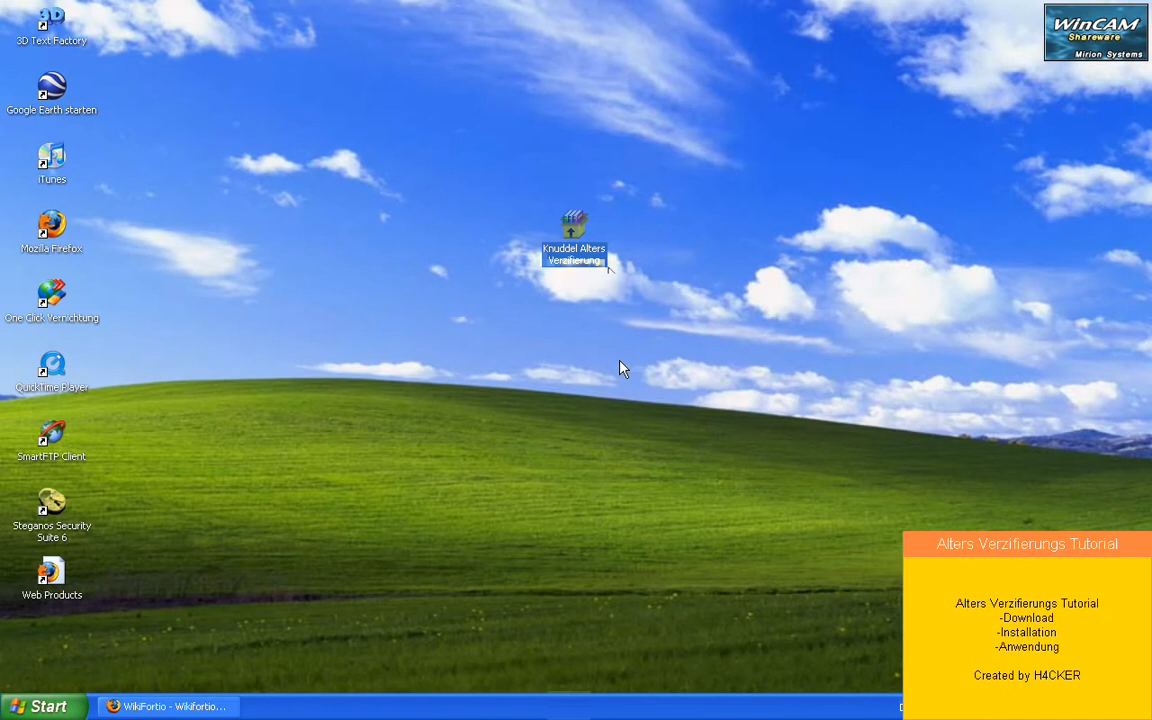 3D Text Factory
Google Earth starten
iTunes
Mozilla Firefox
One Click Vernichtung
QuickTime Player
SmartFTP Client
Steganos Security
Suite 6
Web Products
Knuddel Alters
Verzifierung
WinCAM
Shareware
Mirion Systems
Alters Verzifierungs Tutorial
Alters Verzifierungs Tutorial
-Download
-Installation
-Anwendung
Created by H4CKER
Start
WikiFortio - Wikifortio...